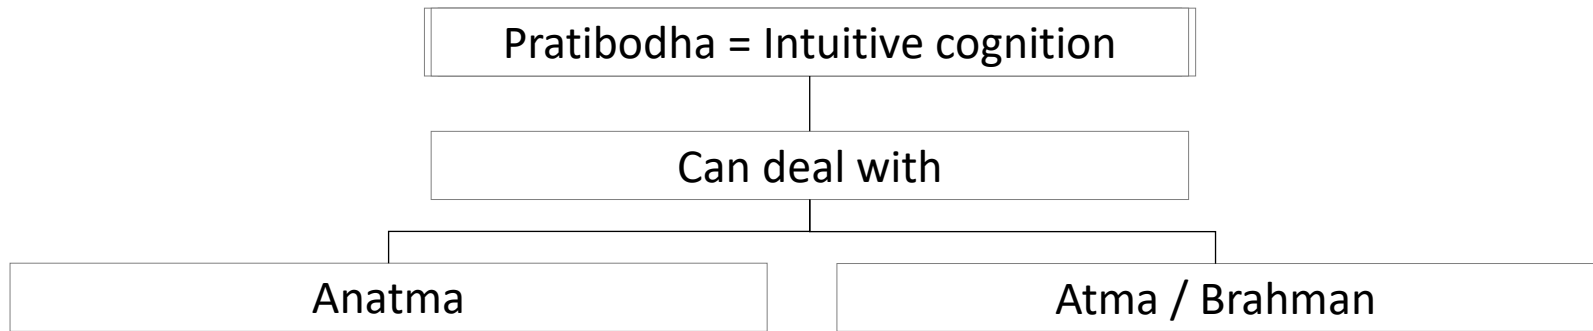 Pratibodha = Intuitive cognition
Can deal with
Anatma
Atma / Brahman